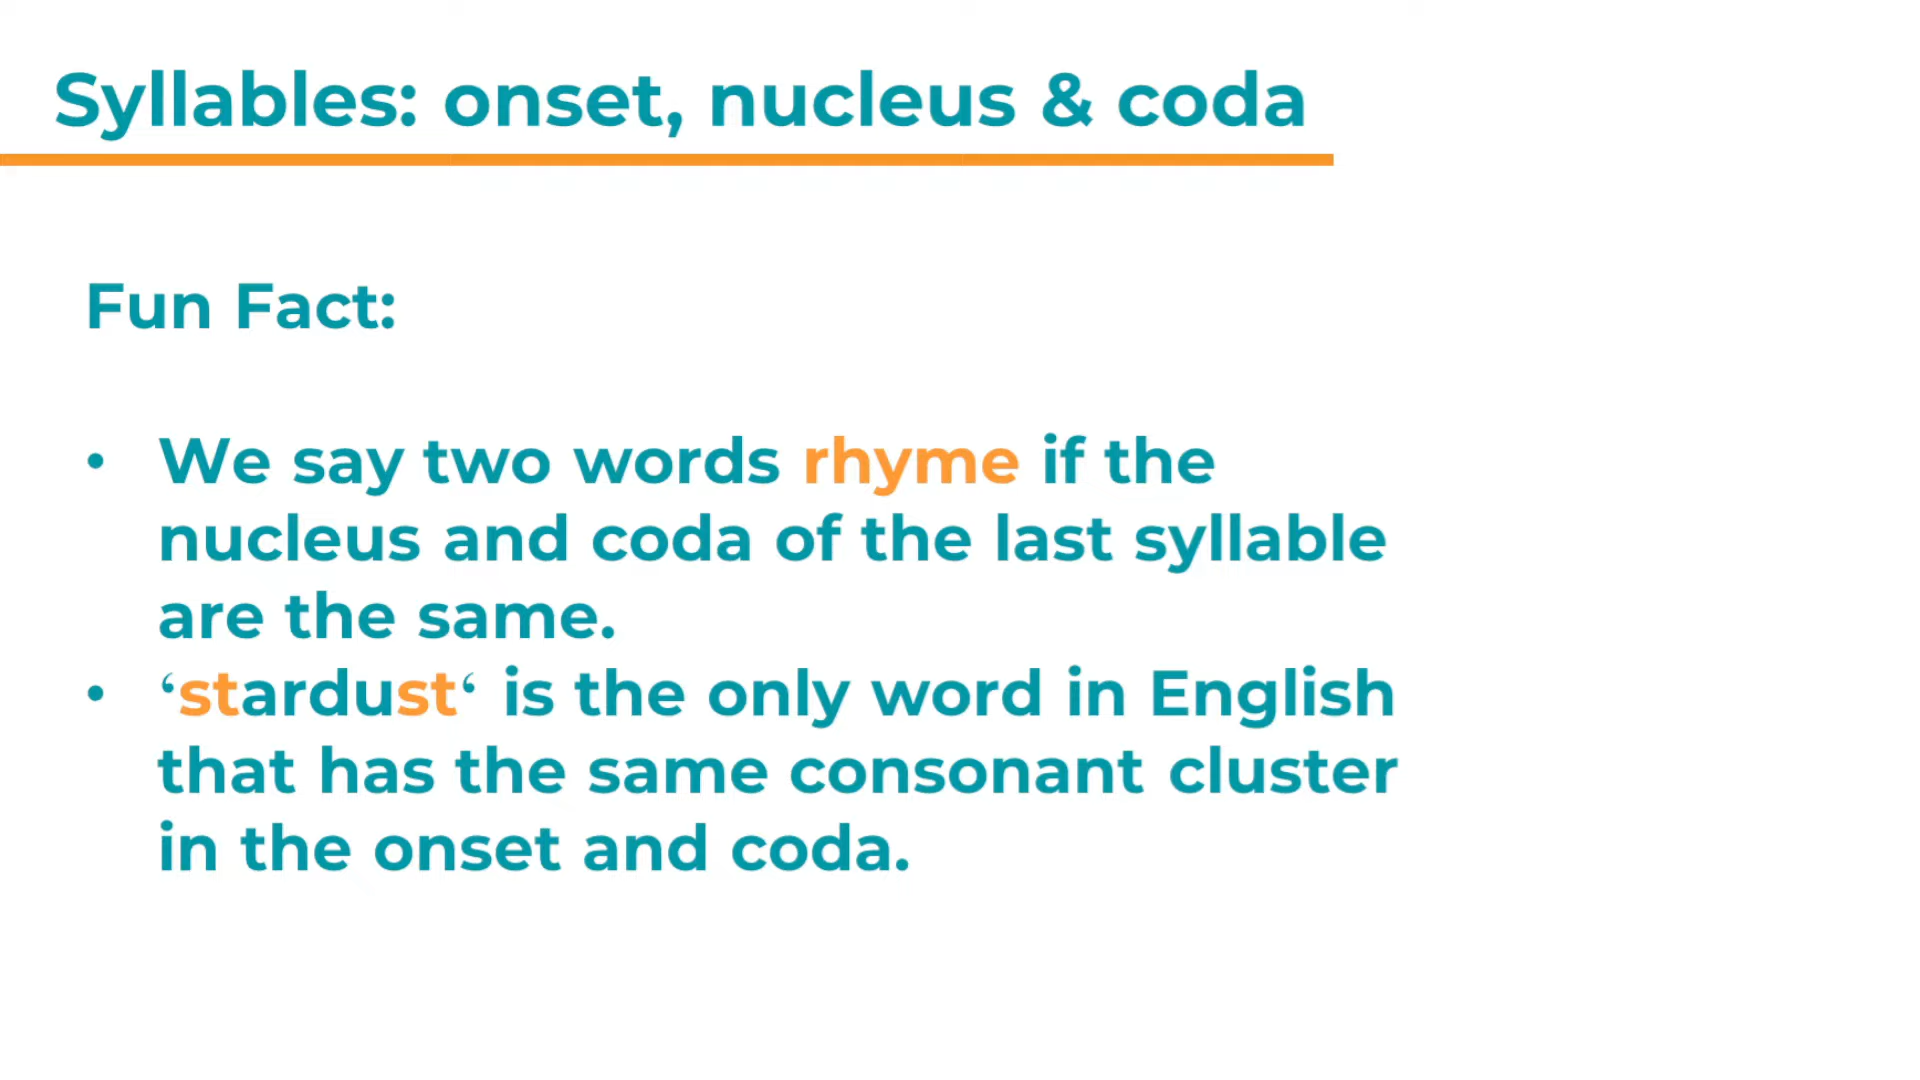 Syllables: onset, nucleus & coda
Fun Fact:
• We say two words rhyme if the
nucleus and coda of the last syllable
are the same.
• ‘stardust‘ is the only word in English
that has the same consonant cluster
in the onset and coda.